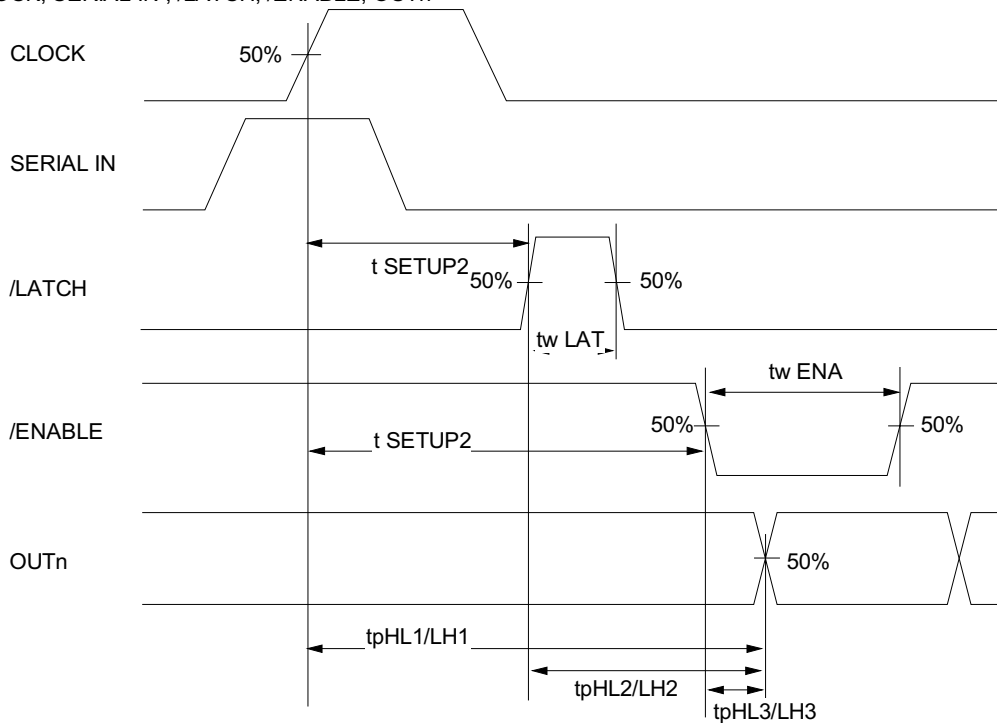 CLOCK
50%
SERIAL IN
t SETUP2
/LATCH
50%
50%
tw LAT
tw ENA
/ENABLE
50%
50%
t SETUP2
OUTn
50%
tpHL1/LH1
tpHL2/LH2
tpHL3/LH3